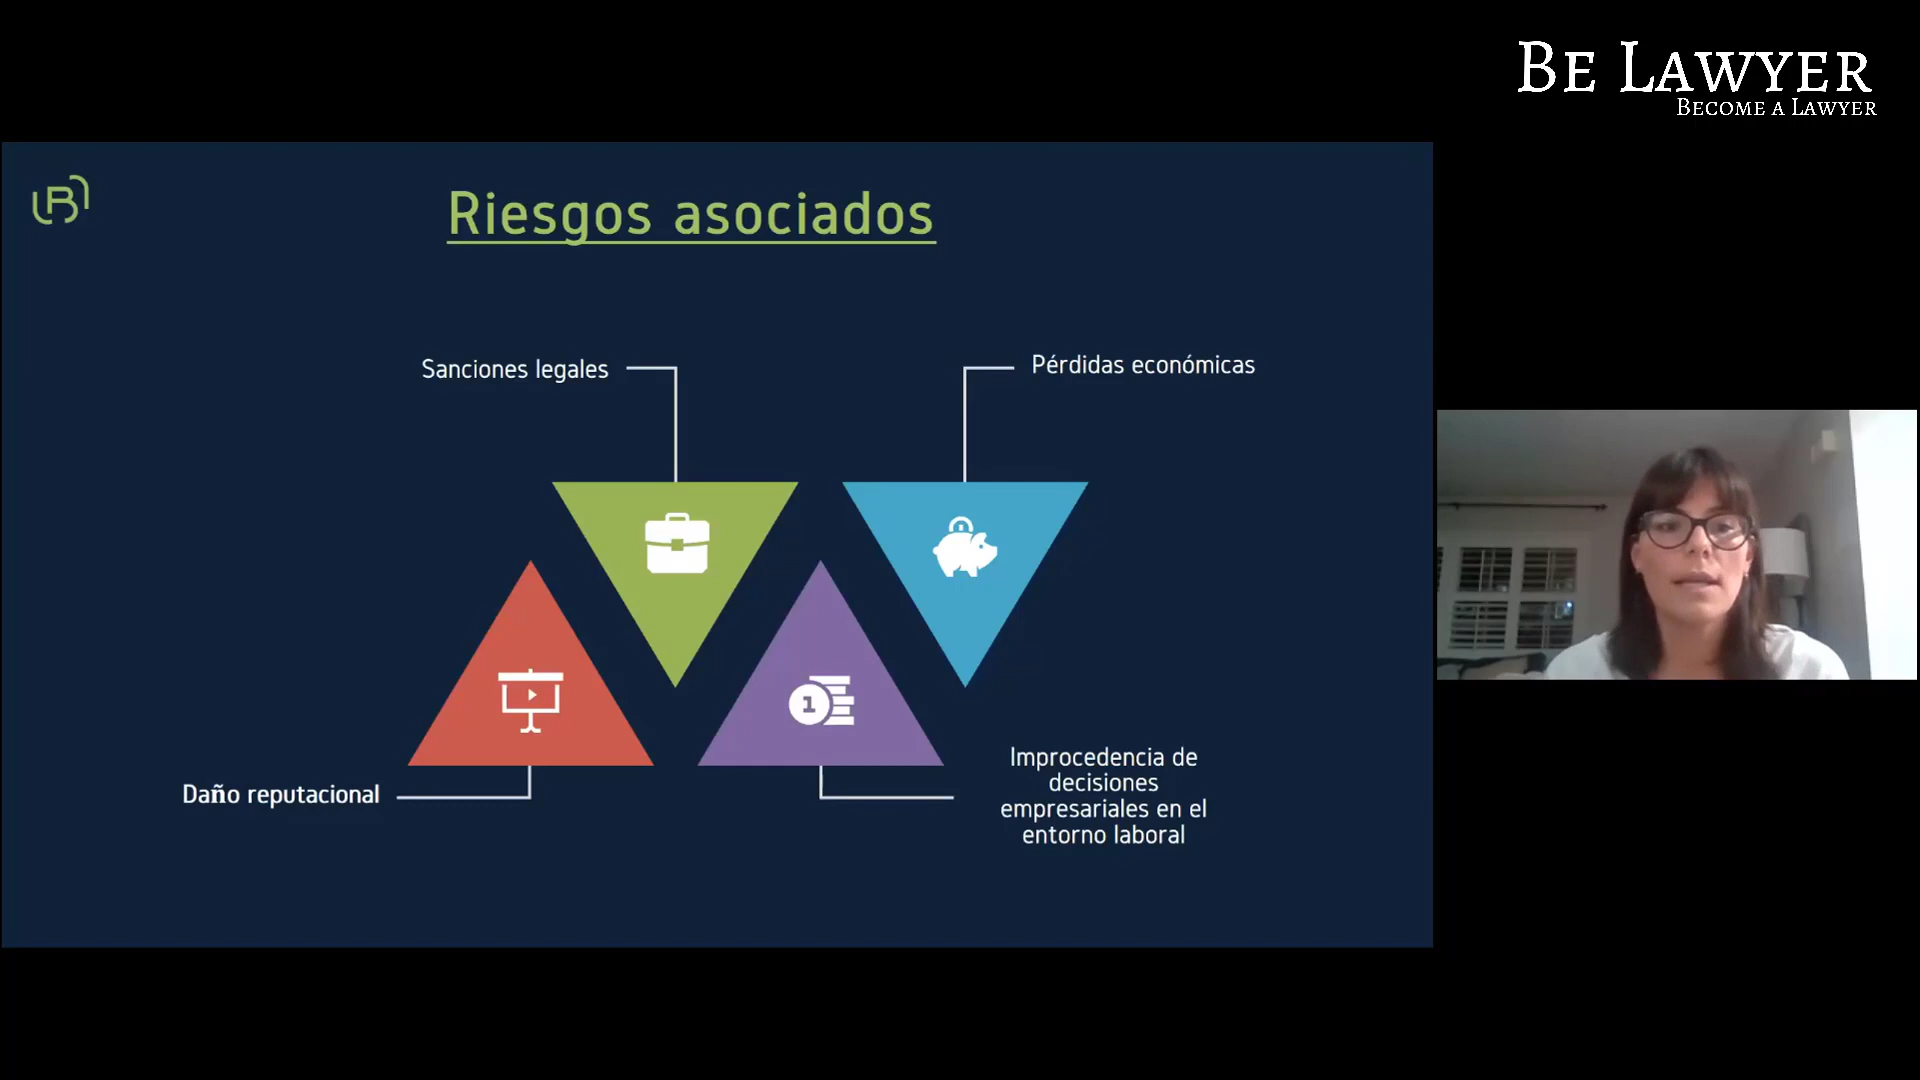 BE LAWYER
BECOME A LAWYER
Riesgos asociados
Sanciones legales
Pérdidas económicas
1
Daño reputacional
Improcedencia de
decisiones
empresariales en el
entorno laboral